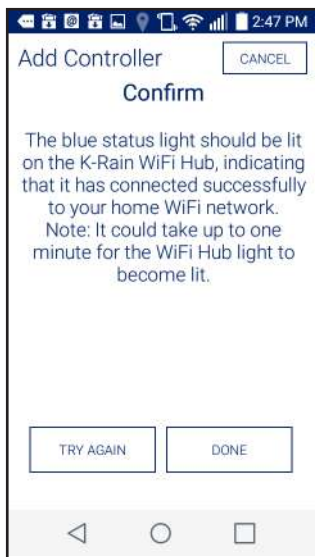 2:47 PM
Add Controller
CANCEL
Confirm
The blue status light should be lit
on the K-Rain WiFi Hub, indicating
that it has connected successfully
to your home WiFi network.
Note: It could take up to one
minute for the WiFi Hub light to
become lit.
TRY AGAIN
DONE